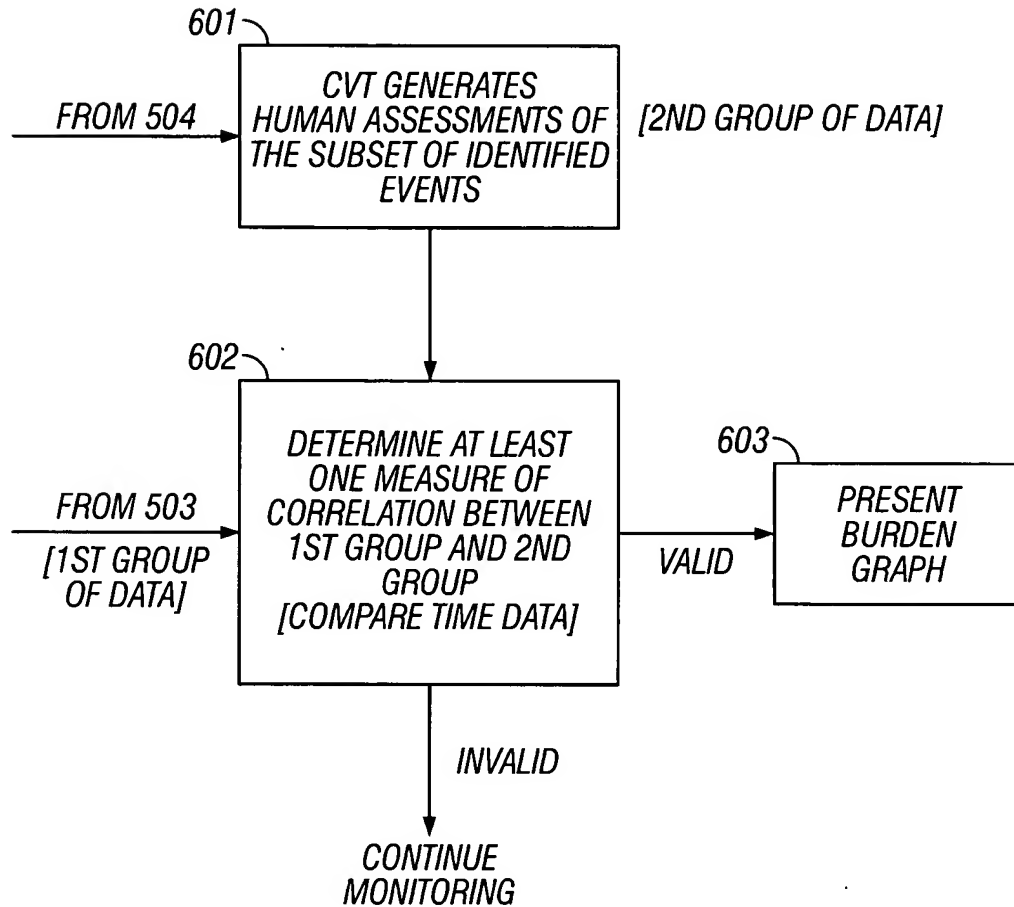 601
CVT GENERATES
HUMAN ASSESSMENTS OF
THE SUBSET OF IDENTIFIED
EVENTS
FROM 504
[2ND GROUP OF DATA]
602
DETERMINE AT LEAST
ONE MEASURE OF
CORRELATION BETWEEN
1ST GROUP AND 2ND
GROUP
[COMPARE TIME DATA]
FROM 503
[1ST GROUP
OF DATA]
VALID
603
PRESENT
BURDEN
GRAPH
INVALID
CONTINUE
MONITORING